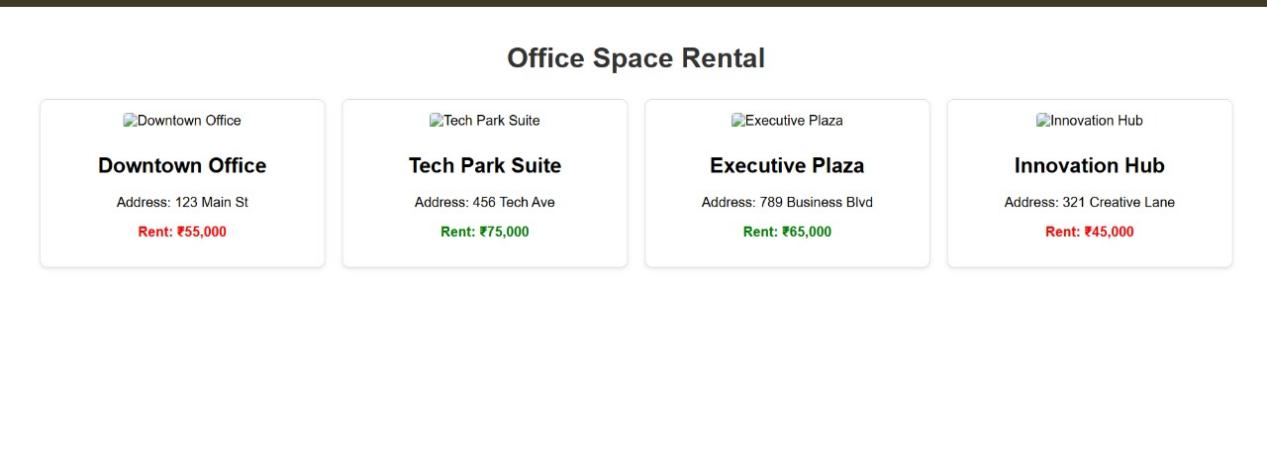 Office Space Rental
Downtown Office
Downtown Office
Address: 123 Main St
Rent: ₹55,000
Tech Park Suite
Tech Park Suite
Address: 456 Tech Ave
Rent: ₹75,000
Executive Plaza
Executive Plaza
Address: 789 Business Blvd
Rent: ₹65,000
Innovation Hub
Innovation Hub
Address: 321 Creative Lane
Rent: ₹45,000